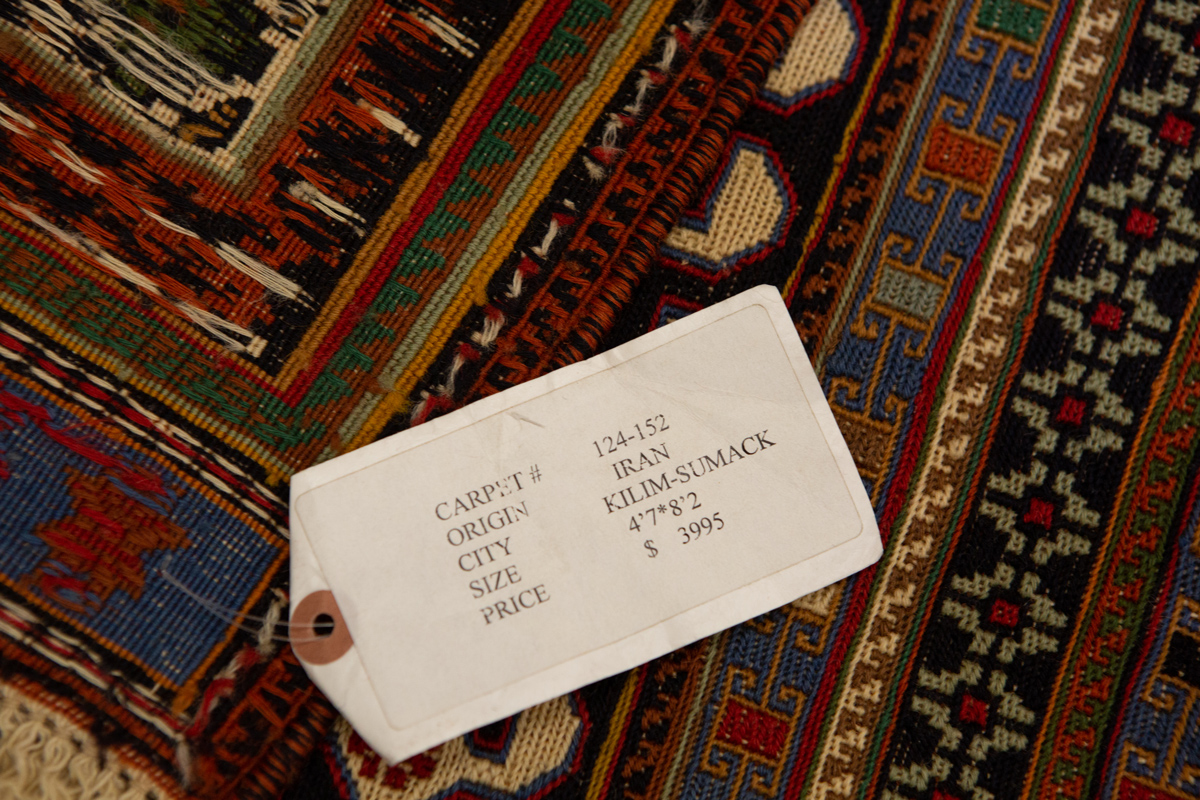 CARPET # 124-152
ORIGIN IRAN
CITY KILIM-SUMACK
SIZE 4'7*8'2
PRICE $ 3995